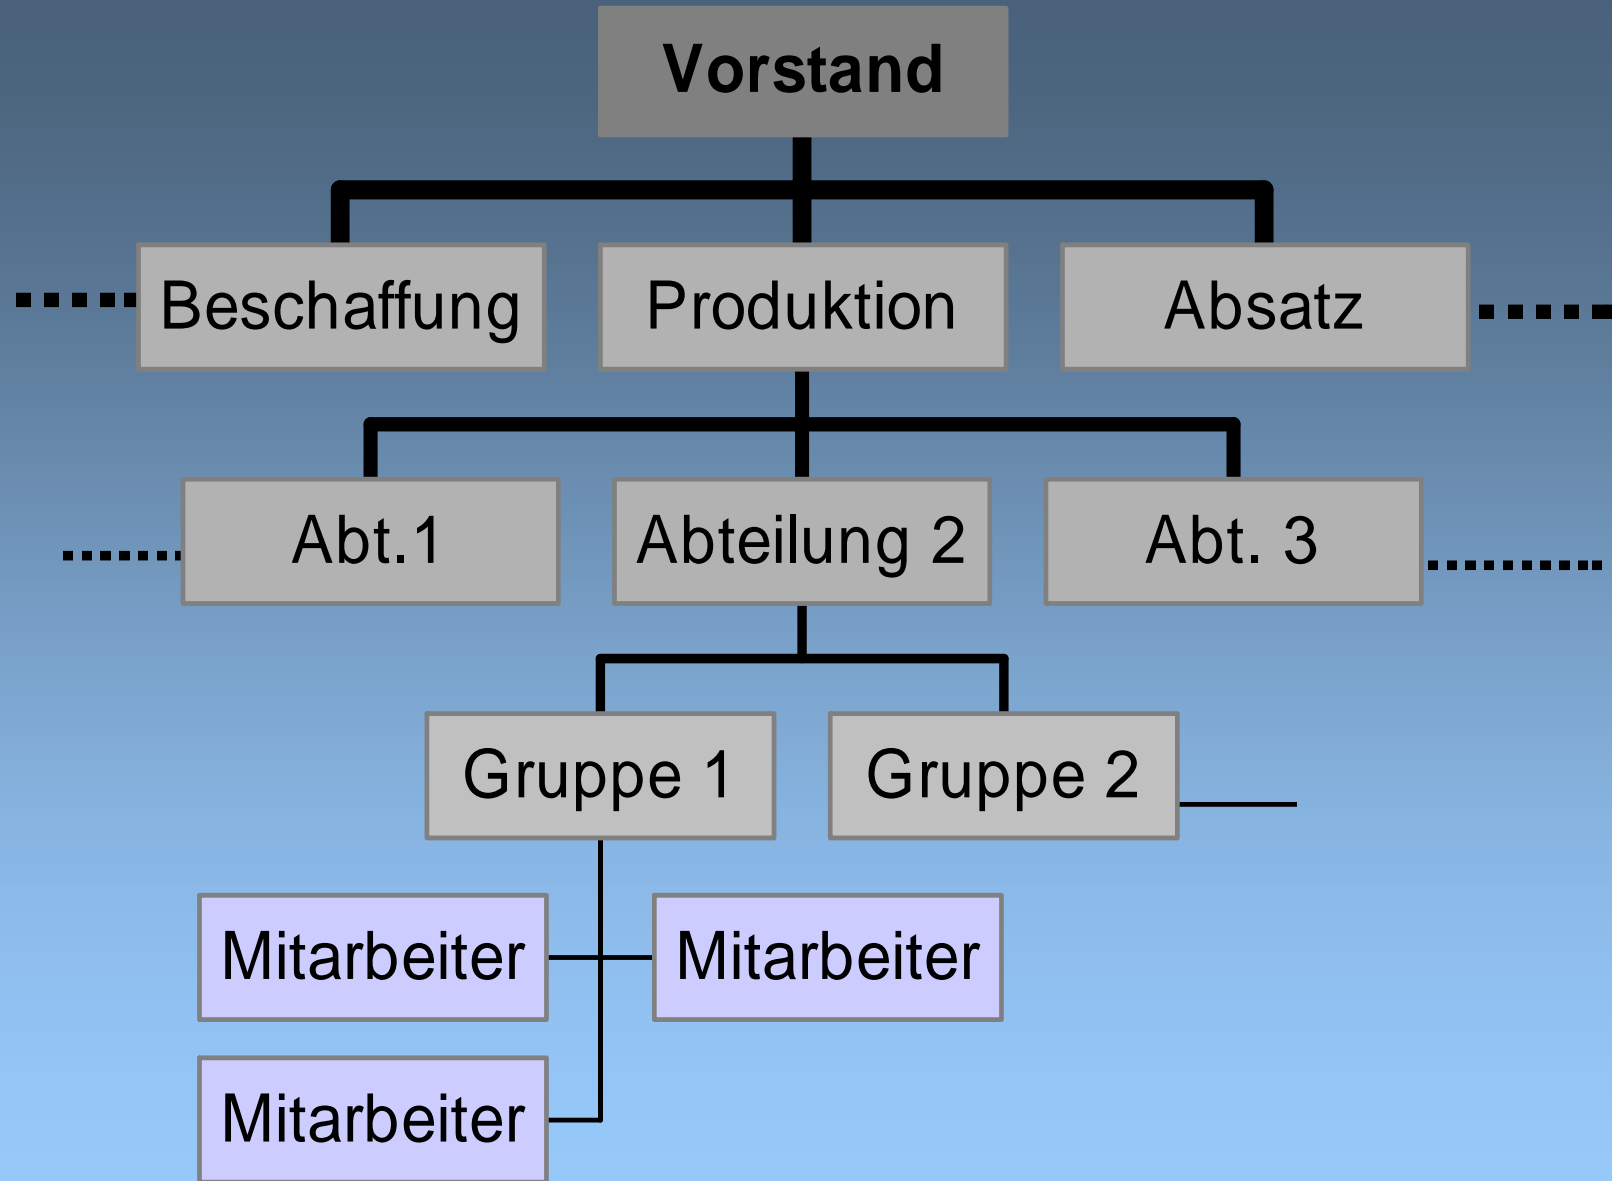 Vorstand
Beschaffung
Produktion
Absatz
Abt.1
Abteilung 2
Abt. 3
Gruppe 1
Gruppe 2
Mitarbeiter
Mitarbeiter
Mitarbeiter